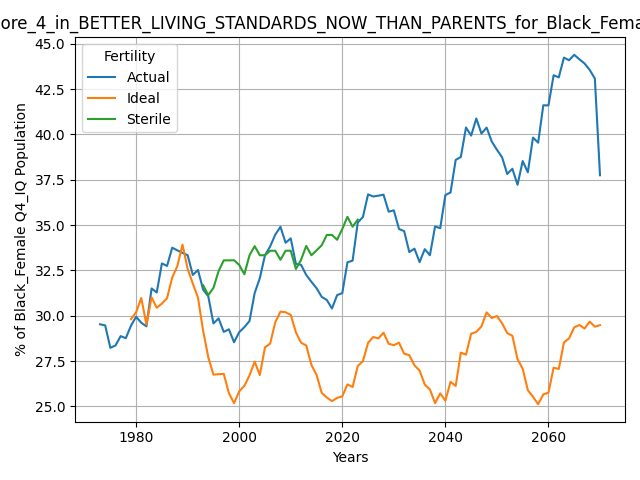 ore_4_in_BETTER_LIVING_STANDARDS_NOW_THAN_PARENTS_for_Black_Fema
Fertility
Actual
Ideal
Sterile
% of Black_Female Q4_IQ Population
45.0
42.5
40.0
37.5
35.0
32.5
30.0
27.5
25.0
1980 2000 2020 2040 2060
Years